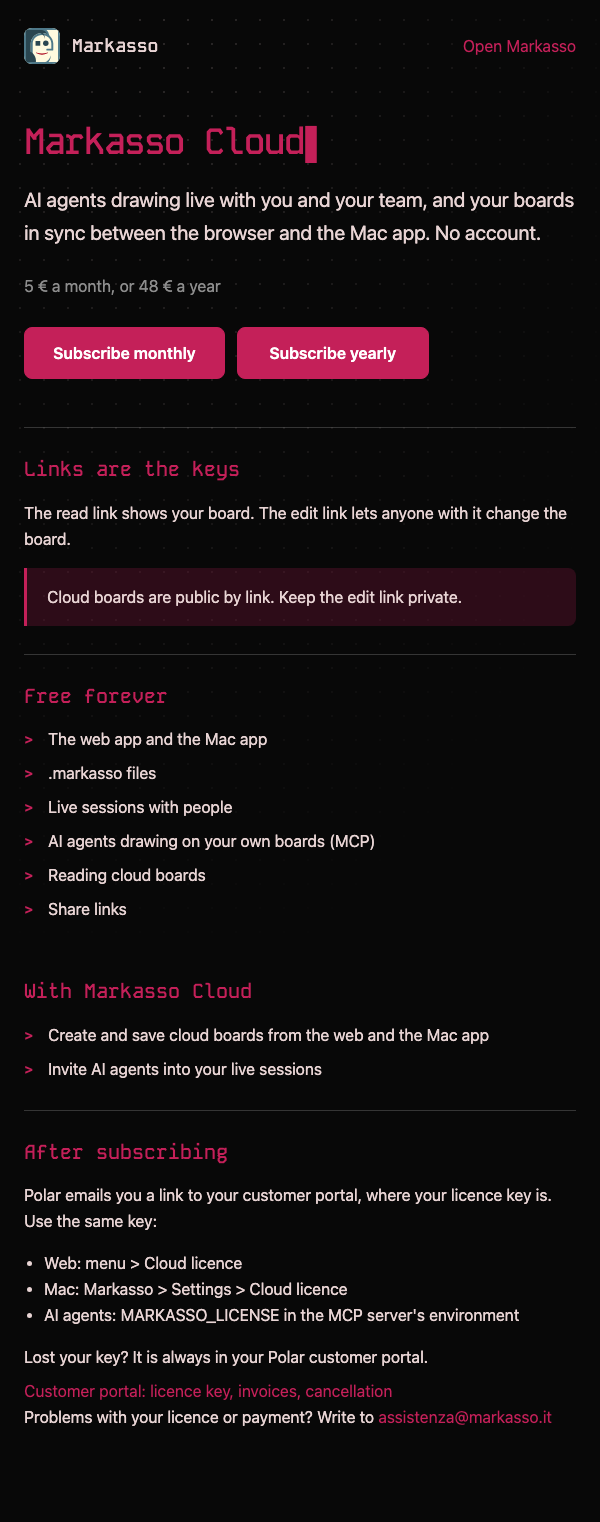 Markasso
Open Markasso
Markasso Cloud
AI agents drawing live with you and your team, and your boards
in sync between the browser and the Mac app. No account.
5 € a month, or 48 € a year
Subscribe monthly
Subscribe yearly
Links are the keys
The read link shows your board. The edit link lets anyone with it change the
board.
Cloud boards are public by link. Keep the edit link private.
Free forever
> The web app and the Mac app
> .markasso files
> Live sessions with people
> AI agents drawing on your own boards (MCP)
> Reading cloud boards
> Share links
With Markasso Cloud
> Create and save cloud boards from the web and the Mac app
> Invite AI agents into your live sessions
After subscribing
Polar emails you a link to your customer portal, where your licence key is.
Use the same key:
• Web: menu > Cloud licence
• Mac: Markasso > Settings > Cloud licence
• AI agents: MARKASSO_LICENSE in the MCP server's environment
Lost your key? It is always in your Polar customer portal.
Customer portal: licence key, invoices, cancellation
Problems with your licence or payment? Write to assistenza@markasso.it